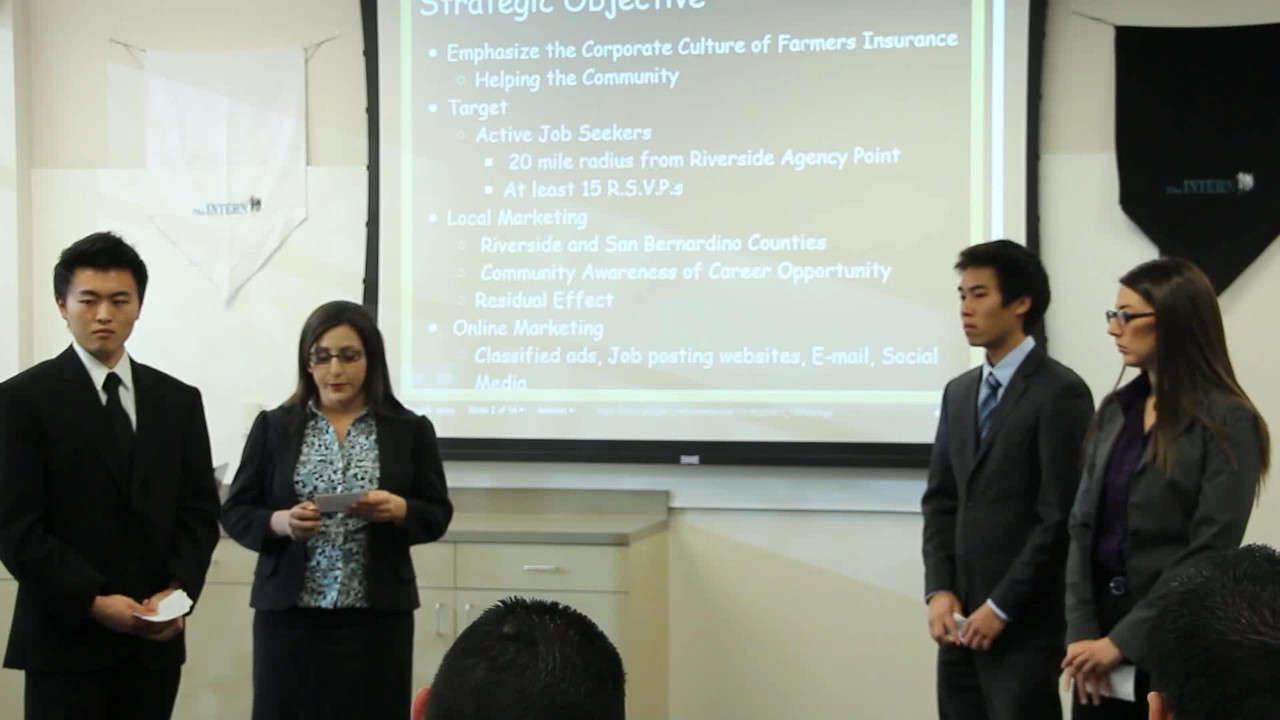 Strategic Objective
• Emphasize the Corporate Culture of Farmers Insurance
○ Helping the Community
• Target
○ Active Job Seekers
■ 20 mile radius from Riverside Agency Point
■ At least 15 R.S.V.P.s
• Local Marketing
○ Riverside and San Bernardino Counties
○ Community Awareness of Career Opportunity
○ Residual Effect
• Online Marketing
○ Classified ads, Job posting websites, E-mail, Social
Media
The INTERN
The INTERN